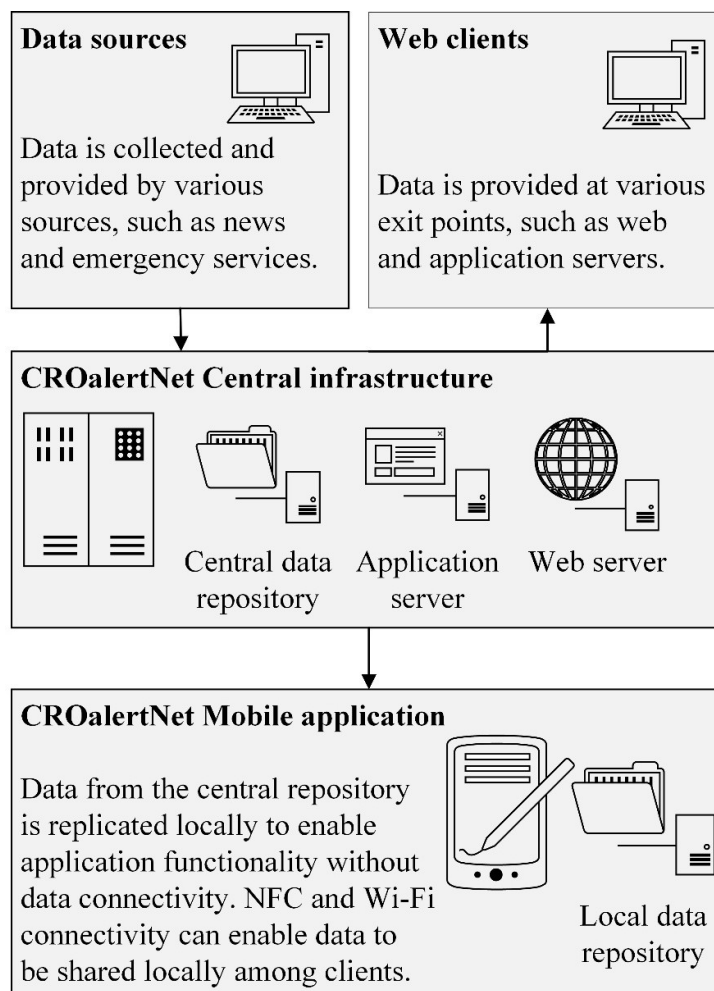 Data sources
Data is collected and
provided by various
sources, such as news
and emergency services.
Web clients
Data is provided at various
exit points, such as web
and application servers.
CROalertNet Central infrastructure
Central data
repository
Application
server
Web server
CROalertNet Mobile application
Data from the central repository
is replicated locally to enable
application functionality without
data connectivity. NFC and Wi-Fi
connectivity can enable data to
be shared locally among clients.
Local data
repository